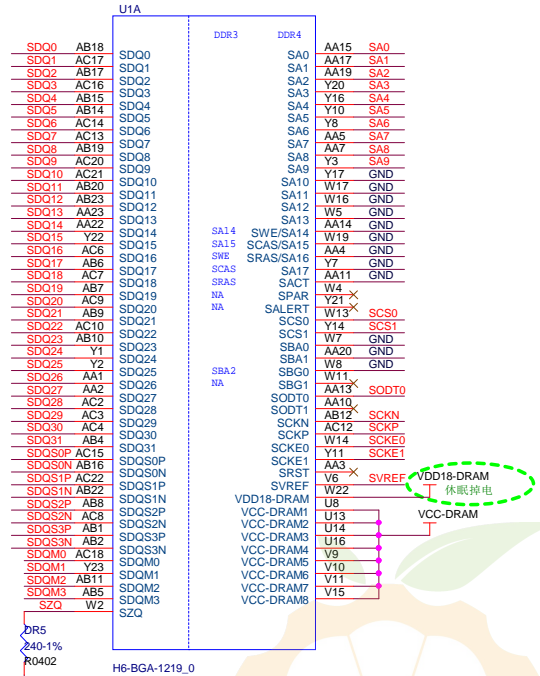 U1A
DDR3 DDR4
SDQ0 AB18 SDQ0 SA0 AA15 SA0
SDQ1 AC17 SDQ1 SA1 AA17 SA1
SDQ2 AB17 SDQ2 SA2 AA19 SA2
SDQ3 AC16 SDQ3 SA3 Y20 SA3
SDQ4 AB15 SDQ4 SA4 Y16 SA4
SDQ5 AB14 SDQ5 SA5 Y10 SA5
SDQ6 AC14 SDQ6 SA6 Y8 SA6
SDQ7 AC13 SDQ7 SA7 AA5 SA7
SDQ8 AB19 SDQ8 SA8 AA7 SA8
SDQ9 AC20 SDQ9 SA9 Y3 SA9
SDQ10 AC21 SDQ10 SA10 Y17 GND
SDQ11 AB20 SDQ11 SA11 W17 GND
SDQ12 AB23 SDQ12 SA12 W16 GND
SDQ13 AA23 SDQ13 SA13 W5 GND
SDQ14 AA22 SDQ14 SA14 SWE/SA14 AA14 GND
SDQ15 Y22 SDQ15 SA15 SCAS/SA15 W19 GND
SDQ16 AC6 SDQ16 SWE SRAS/SA16 AA4 GND
SDQ17 AB6 SDQ17 SCAS SA17 Y7 GND
SDQ18 AC7 SDQ18 SRAS SACT AA11 GND
SDQ19 AB7 SDQ19 NA SPAR W4
SDQ20 AC9 SDQ20 NA SALERT Y21
SDQ21 AB9 SDQ21 SCS0 W13 SCS0
SDQ22 AC10 SDQ22 SCS1 Y14 SCS1
SDQ23 AB10 SDQ23 SBA0 W7 GND
SDQ24 Y1 SDQ24 SBA1 AA20 GND
SDQ25 Y2 SDQ25 SBA2 SBG0 W8 GND
SDQ26 AA1 SDQ26 NA SBG1 W11
SDQ27 AA2 SDQ27 SODT0 AA13 SODT0
SDQ28 AC2 SDQ28 SODT1 AA10
SDQ29 AC3 SDQ29 SCKN AB12 SCKN
SDQ30 AC4 SDQ30 SCKP AC12 SCKP
SDQ31 AB4 SDQ31 SCKE0 W14 SCKE0
SDQS0P AC15 SDQS0P SCKE1 Y11 SCKE1
SDQS0N AB16 SDQS0N SRST AA3
SDQS1P AC22 SDQS1P SVREF V6 SVREF VDD18-DRAM
SDQS1N AB22 SDQS1N VDD18-DRAM W22 休眠掉电
SDQS2P AB8 SDQS2P VCC-DRAM1 U8
SDQS2N AC8 SDQS2N VCC-DRAM2 U13 VCC-DRAM
SDQS3P AB1 SDQS3P VCC-DRAM3 U14
SDQS3N AB2 SDQS3N VCC-DRAM4 U16
SDQM0 AC18 SDQM0 VCC-DRAM5 V9
SDQM1 Y23 SDQM1 VCC-DRAM6 V10
SDQM2 AB11 SDQM2 VCC-DRAM7 V11
SDQM3 AB5 SDQM3 VCC-DRAM8 V15
SZQ W2 SZQ
DR5
240-1%
R0402
H6-BGA-1219_0